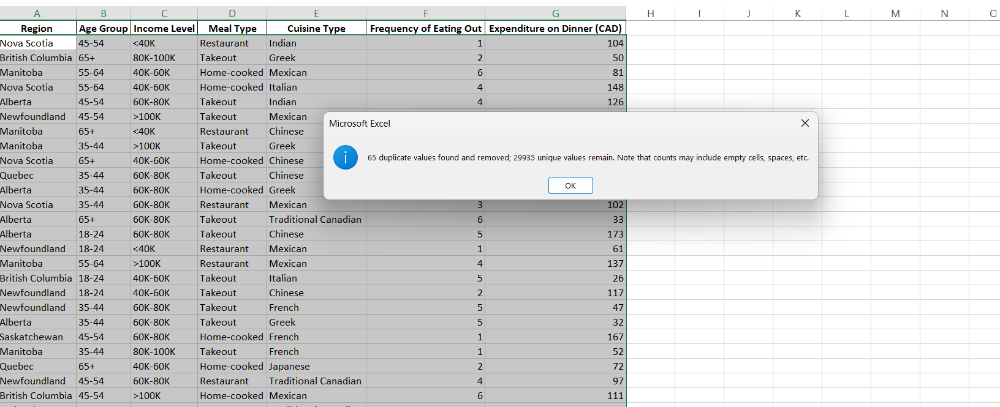 A B C D E F G H I J K L M N O
Region Age Group Income Level Meal Type Cuisine Type Frequency of Eating Out Expenditure on Dinner (CAD)
Nova Scotia 45-54 <40K Restaurant Indian 1 104
British Columbia 65+ 80K-100K Takeout Greek 2 50
Manitoba 55-64 40K-60K Home-cooked Mexican 6 81
Nova Scotia 55-64 40K-60K Home-cooked Italian 4 148
Alberta 45-54 60K-80K Takeout Indian 4 126
Newfoundland 45-54 >100K Takeout Mexican
Manitoba 65+ <40K Restaurant Chinese
Manitoba 35-44 >100K Takeout Greek
Nova Scotia 65+ 40K-60K Home-cooked Chinese
Quebec 35-44 60K-80K Takeout Chinese
Alberta 35-44 60K-80K Home-cooked Greek
Nova Scotia 35-44 60K-80K Restaurant Mexican 3 102
Alberta 65+ 60K-80K Takeout Traditional Canadian 6 33
Alberta 18-24 60K-80K Takeout Chinese 5 173
Newfoundland 18-24 <40K Restaurant Mexican 1 61
Manitoba 55-64 >100K Restaurant Mexican 4 137
British Columbia 18-24 40K-60K Takeout Italian 5 26
Newfoundland 18-24 40K-60K Takeout Chinese 2 117
Newfoundland 35-44 60K-80K Takeout French 5 47
Alberta 35-44 60K-80K Takeout Greek 5 32
Saskatchewan 45-54 60K-80K Home-cooked French 1 167
Manitoba 35-44 80K-100K Takeout French 1 52
Quebec 65+ 40K-60K Home-cooked Japanese 2 72
Newfoundland 45-54 60K-80K Restaurant Traditional Canadian 4 97
British Columbia 45-54 >100K Home-cooked Mexican 6 111
Microsoft Excel
65 duplicate values found and removed; 29935 unique values remain. Note that counts may include empty cells, spaces, etc.
OK